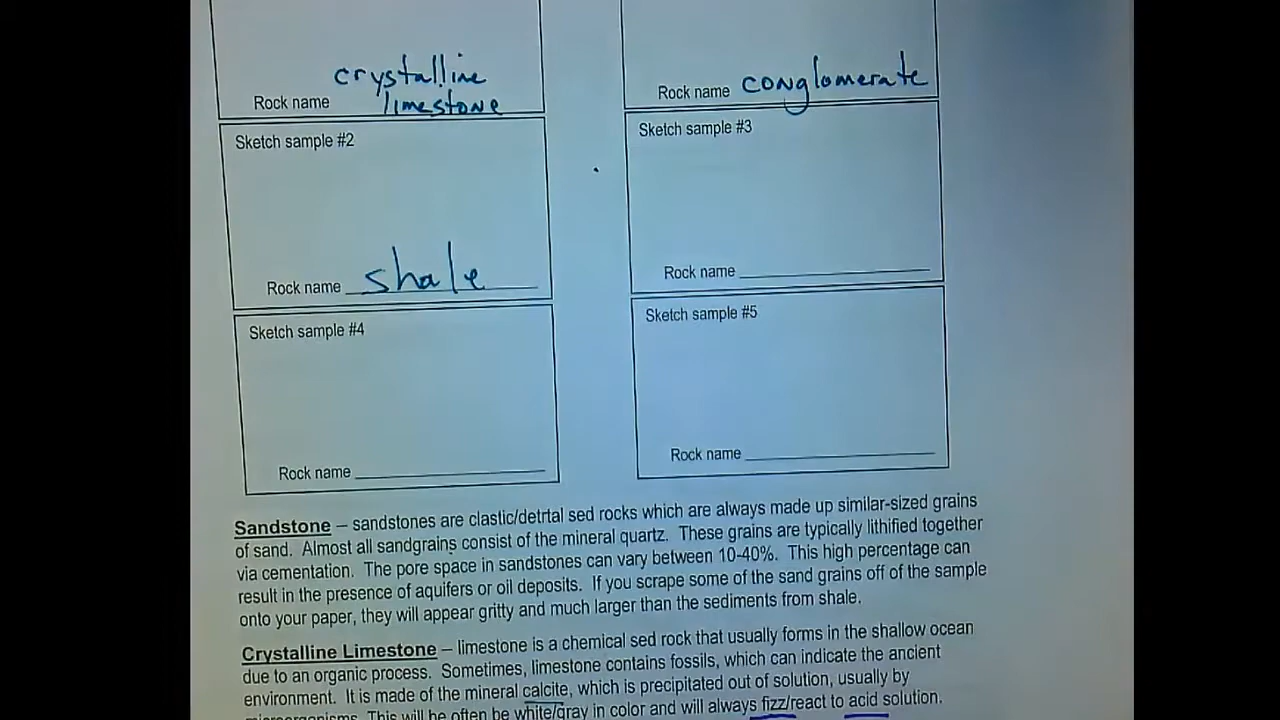 crystalline
Rock name limestone
Rock name conglomerate
Sketch sample #2
Rock name shale
Sketch sample #3
Rock name
Sketch sample #4
Rock name
Sketch sample #5
Rock name
Sandstone – sandstones are clastic/detrtal sed rocks which are always made up similar-sized grains
of sand. Almost all sandgrains consist of the mineral quartz. These grains are typically lithified together
via cementation. The pore space in sandstones can vary between 10-40%. This high percentage can
result in the presence of aquifers or oil deposits. If you scrape some of the sand grains off of the sample
onto your paper, they will appear gritty and much larger than the sediments from shale.
Crystalline Limestone – limestone is a chemical sed rock that usually forms in the shallow ocean
due to an organic process. Sometimes, limestone contains fossils, which can indicate the ancient
environment. It is made of the mineral calcite, which is precipitated out of solution, usually by
microorganisms. This will be often be white/gray in color and will always fizz/react to acid solution.